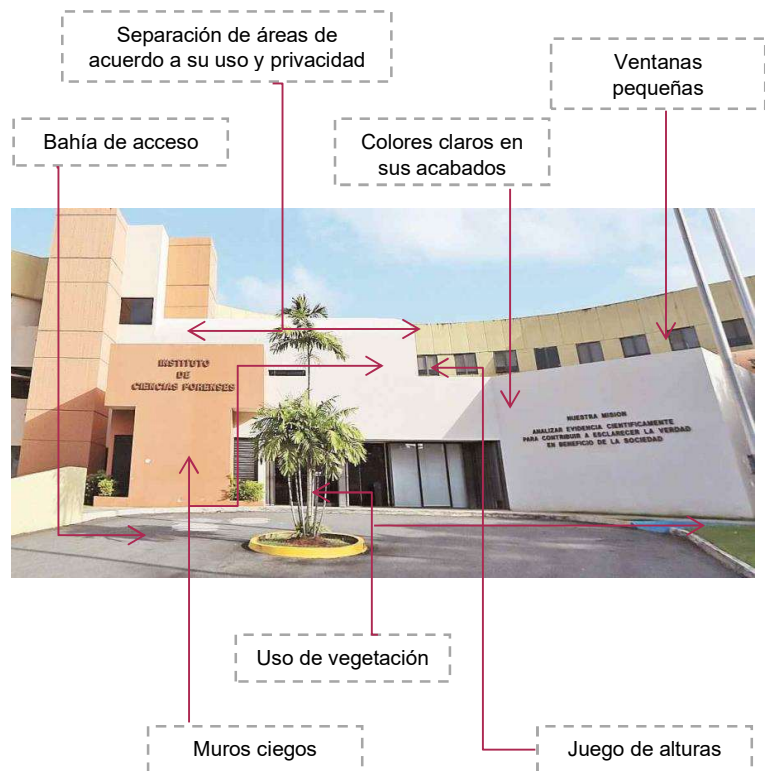 Separación de áreas de
acuerdo a su uso y privacidad
Ventanas
pequeñas
Bahía de acceso
Colores claros en
sus acabados
INSTITUTO
DE
CIENCIAS FORENSES
NUESTRA MISION
ANALIZAR EVIDENCIA CIENTIFICAMENTE
PARA CONTRIBUIR A ESCLARECER LA VERDAD
EN BENEFICIO DE LA SOCIEDAD
Uso de vegetación
Muros ciegos
Juego de alturas